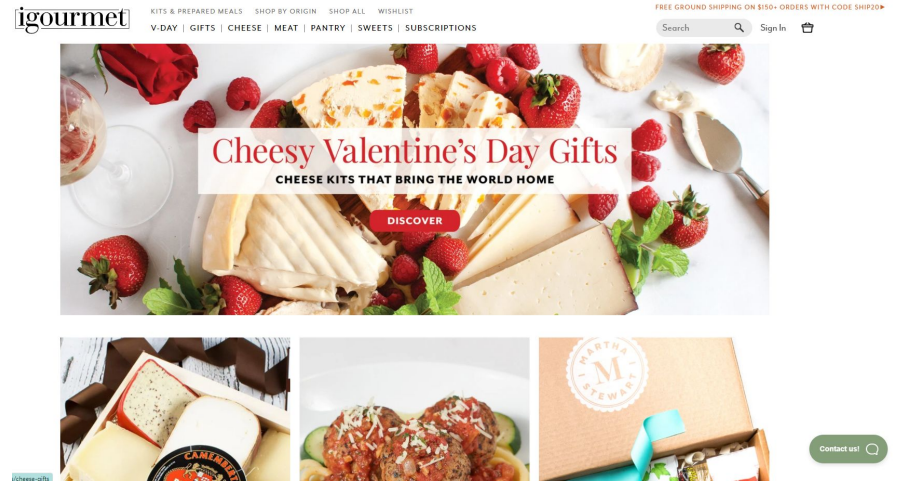 igourmet
KITS & PREPARED MEALS SHOP BY ORIGIN SHOP ALL WISHLIST
FREE GROUND SHIPPING ON $150+ ORDERS WITH CODE SHIP20▶
V-DAY | GIFTS | CHEESE | MEAT | PANTRY | SWEETS | SUBSCRIPTIONS
Search
Sign In
Cheesy Valentine's Day Gifts
CHEESE KITS THAT BRING THE WORLD HOME
DISCOVER
MARTHA
M
STEWART
CAMEMBERT
Contact us!
/cheese-gifts